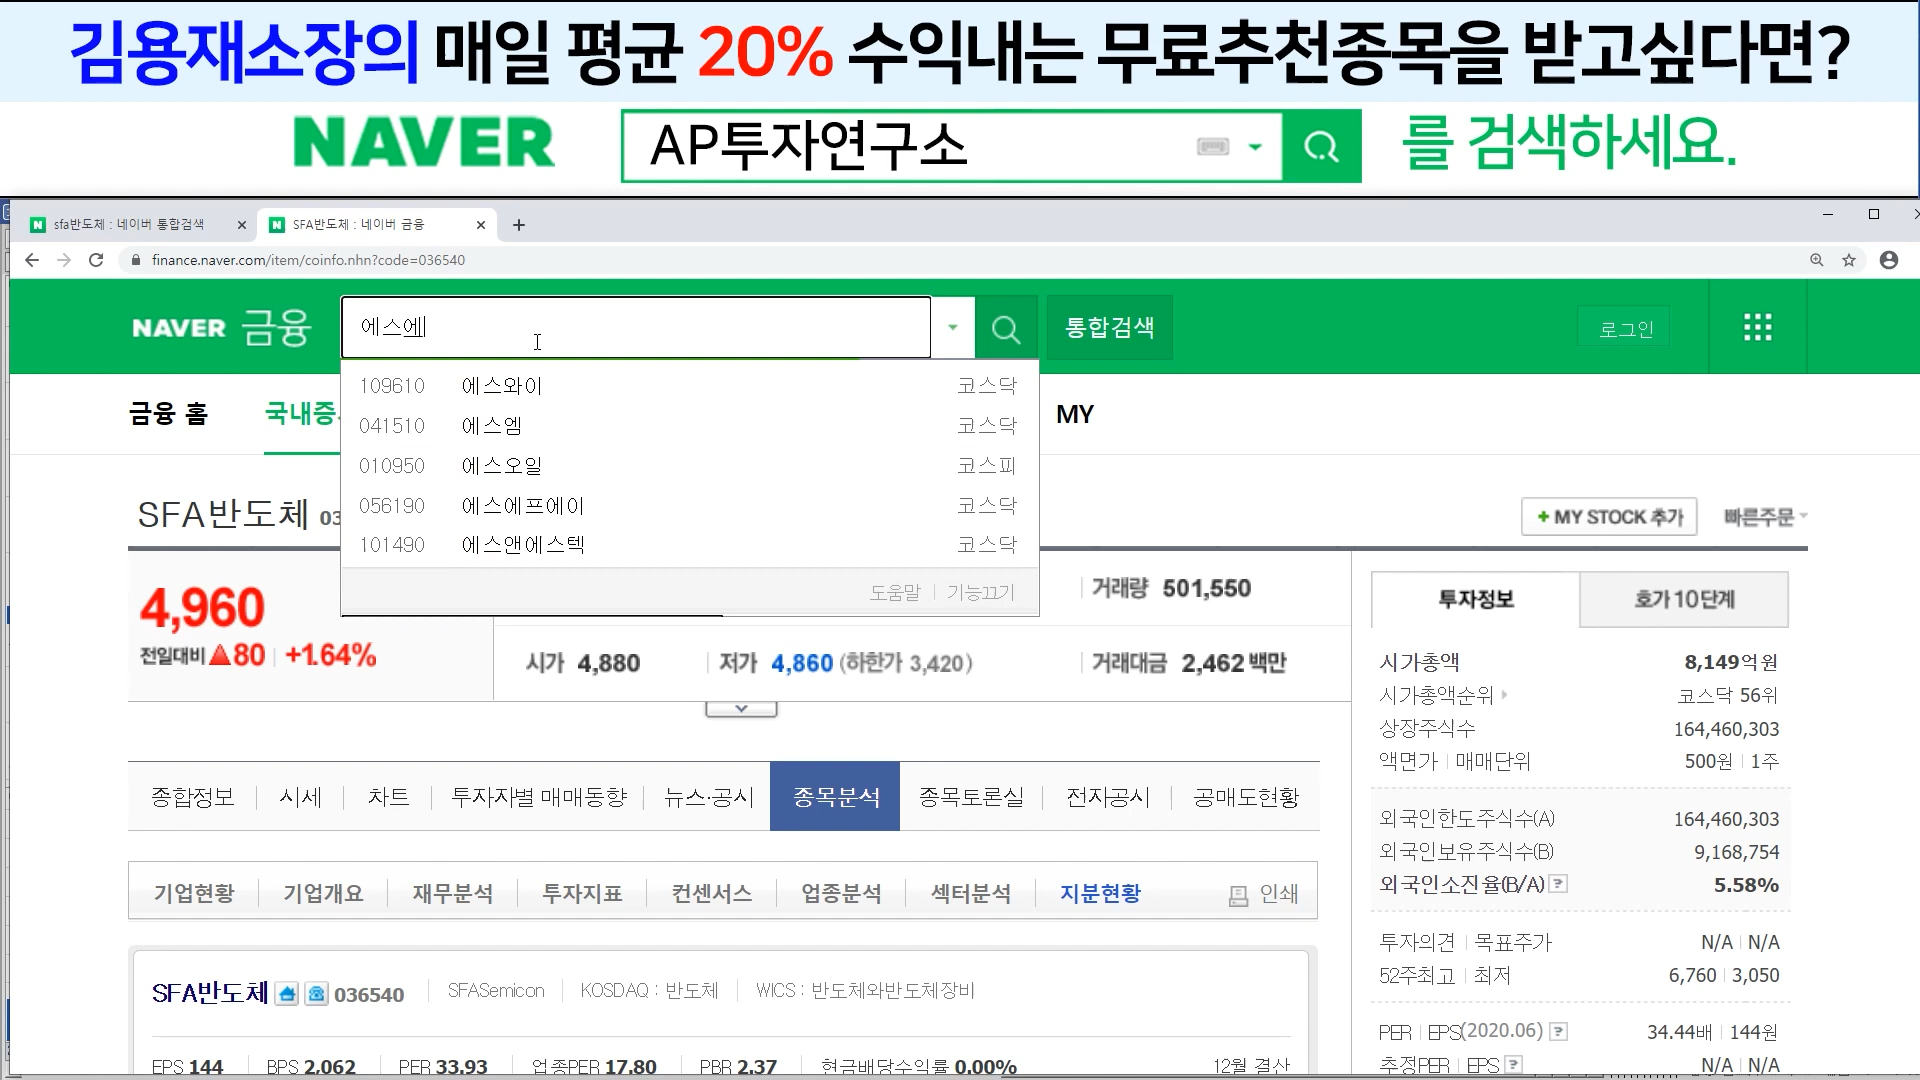 김용재소장의 매일 평균 20% 수익내는 무료추천종목을 받고싶다면?
NAVER AP투자연구소 를 검색하세요.
sfa반도체 : 네이버 통합검색
SFA반도체 : 네이버 금융
finance.naver.com/item/coinfo.nhn?code=036540
NAVER 금융 에스에 통합검색 로그인
109610 에스와이 코스닥
041510 에스엠 코스닥
010950 에스오일 코스피
056190 에스에프에이 코스닥
101490 에스앤에스텍 코스닥
도움말 기능끄기
금융 홈 국내증 MY
SFA반도체 03 + MY STOCK 추가 빠른주문
4,960
전일대비 ▲80 +1.64%
거래량 501,550
시가 4,880 저가 4,860 (하한가 3,420) 거래대금 2,462 백만
투자정보 호가 10단계
시가총액 8,149억원
시가총액순위 코스닥 56위
상장주식수 164,460,303
액면가 매매단위 500원 1주
외국인한도주식수(A) 164,460,303
외국인보유주식수(B) 9,168,754
외국인소진율(B/A) ? 5.58%
투자의견 목표주가 N/A N/A
52주최고 최저 6,760 3,050
PER EPS(2020.06) ? 34.44배 144원
추정PER EPS ? N/A N/A
종합정보 시세 차트 투자자별 매매동향 뉴스·공시 종목분석 종목토론실 전자공시 공매도현황
기업현황 기업개요 재무분석 투자지표 컨센서스 업종분석 섹터분석 지분현황 인쇄
SFA반도체 036540 SFASemicon KOSDAQ : 반도체 WICS : 반도체와반도체장비
EPS 144 BPS 2,062 PER 33.93 업종PER 17.80 PBR 2.37 현금배당수익률 0.00% 12월 결산